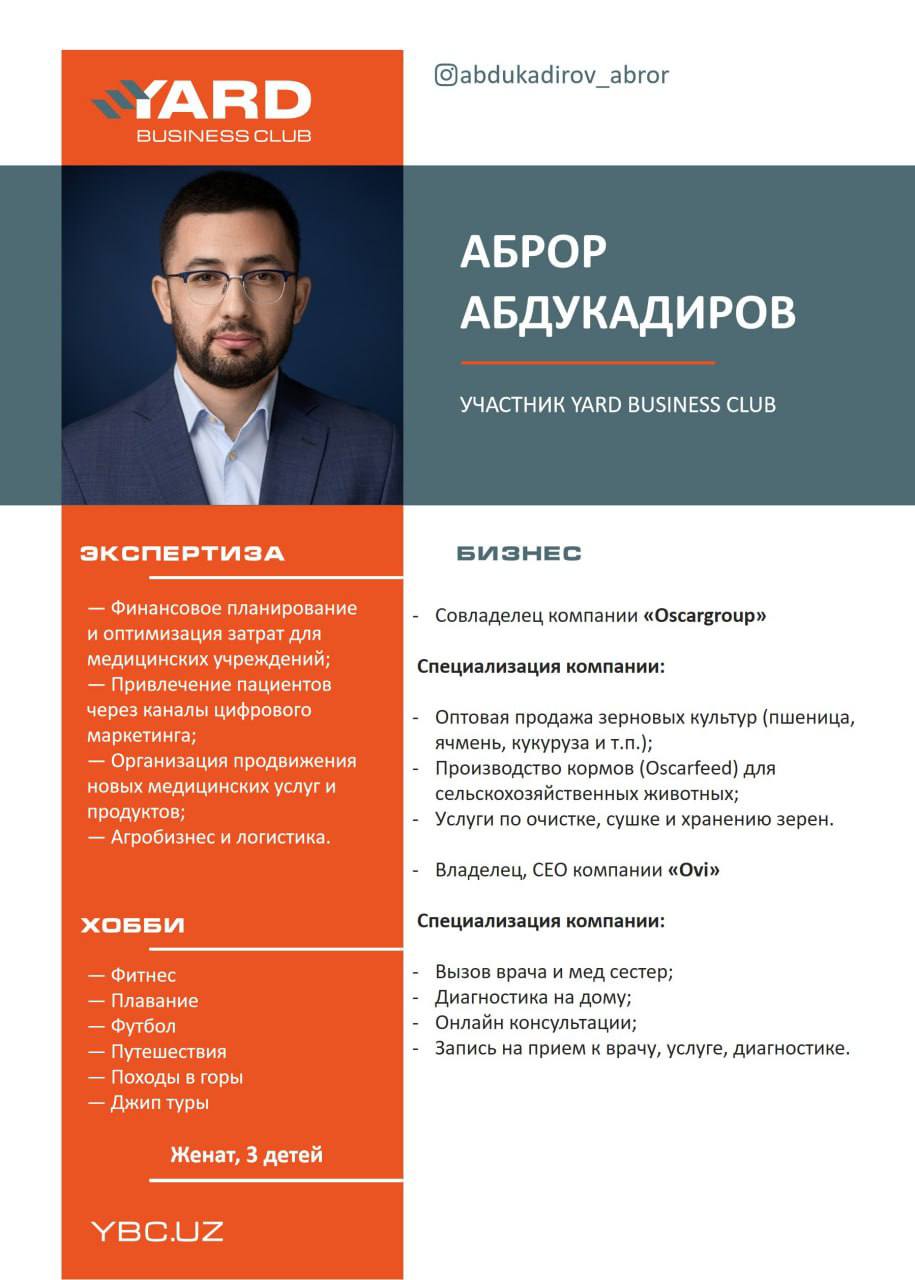 YARD
BUSINESS CLUB
abdukadirov_abror
АБРОР
АБДУКАДИРОВ
УЧАСТНИК YARD BUSINESS CLUB
ЭКСПЕРТИЗА
— Финансовое планирование
и оптимизация затрат для
медицинских учреждений;
— Привлечение пациентов
через каналы цифрового
маркетинга;
— Организация продвижения
новых медицинских услуг и
продуктов;
— Агробизнес и логистика.
ХОББИ
— Фитнес
— Плавание
— Футбол
— Путешествия
— Походы в горы
— Джип туры
Женат, 3 детей
YBC.UZ
БИЗНЕС
- Совладелец компании «Oscargroup»
Специализация компании:
- Оптовая продажа зерновых культур (пшеница,
ячмень, кукуруза и т.п.);
- Производство кормов (Oscarfeed) для
сельскохозяйственных животных;
- Услуги по очистке, сушке и хранению зерен.
- Владелец, CEO компании «Ovi»
Специализация компании:
- Вызов врача и мед сестер;
- Диагностика на дому;
- Онлайн консультации;
- Запись на прием к врачу, услуге, диагностике.